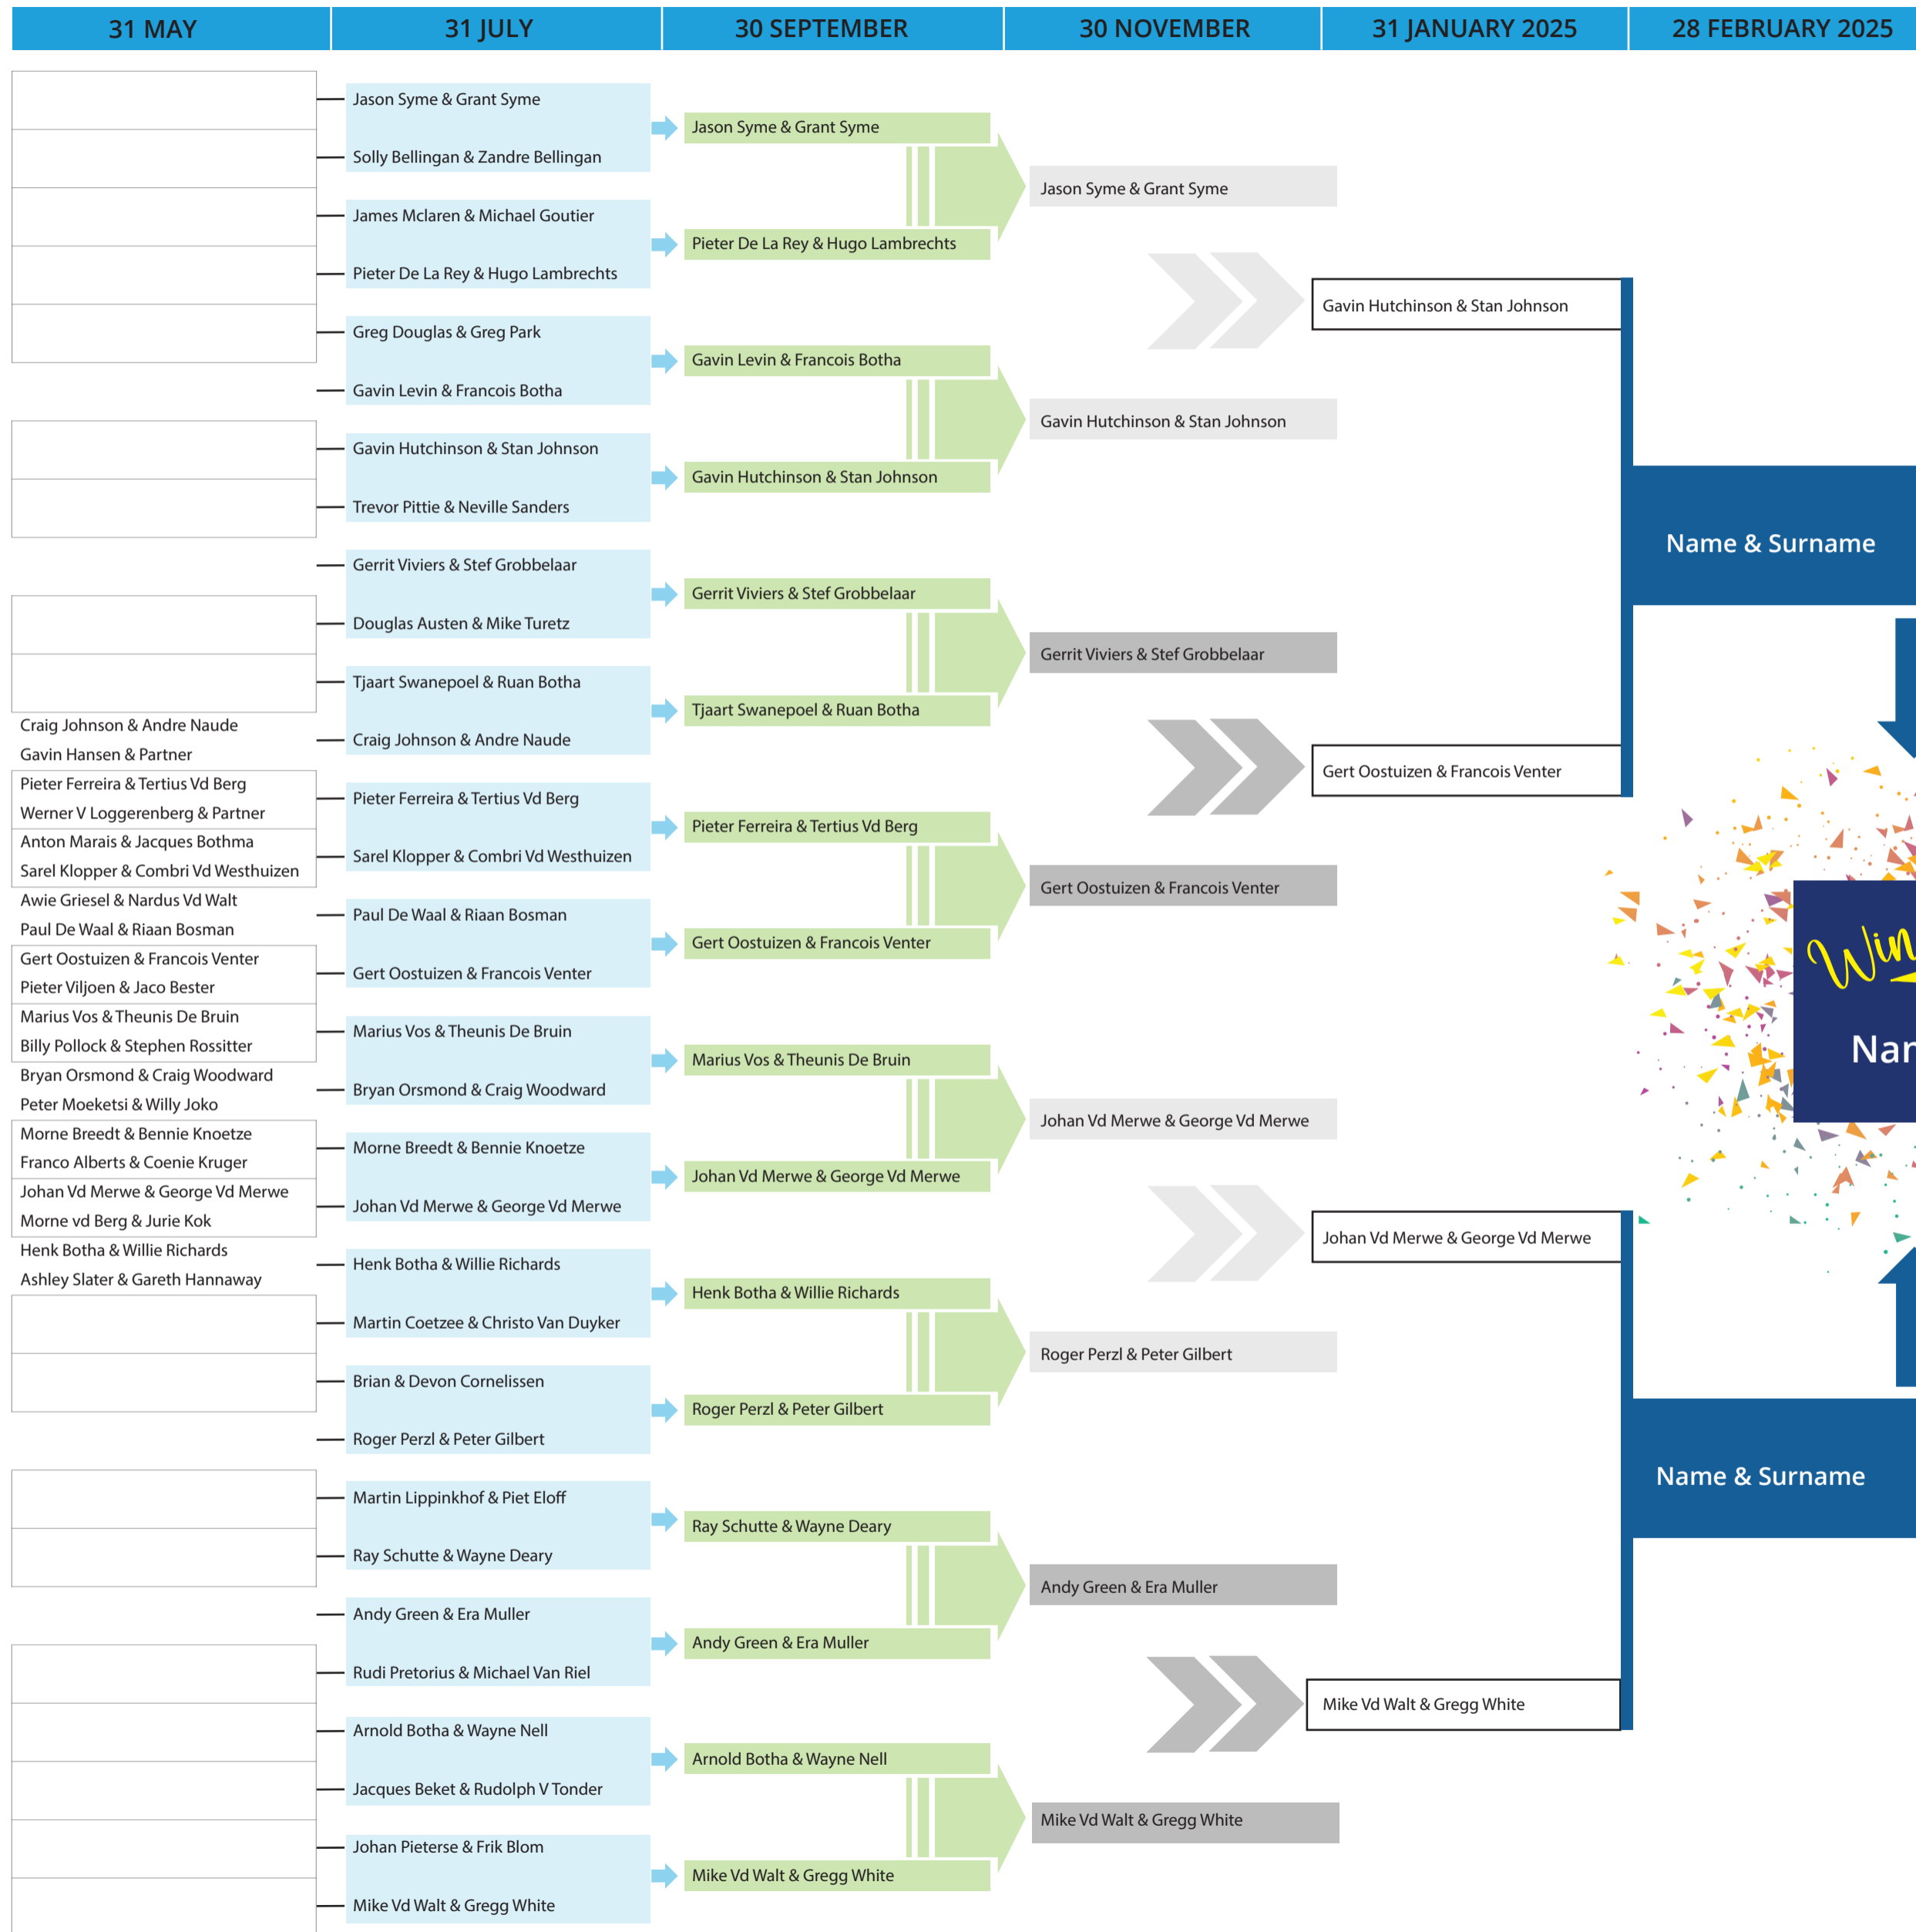 31 MAY
31 JULY
30 SEPTEMBER
30 NOVEMBER
31 JANUARY 2025
28 FEBRUARY 2025
Craig Johnson & Andre Naude
Gavin Hansen & Partner
Pieter Ferreira & Tertius Vd Berg
Werner V Loggerenberg & Partner
Anton Marais & Jacques Bothma
Sarel Klopper & Combri Vd Westhuizen
Awie Griesel & Nardus Vd Walt
Paul De Waal & Riaan Bosman
Gert Oostuizen & Francois Venter
Pieter Viljoen & Jaco Bester
Marius Vos & Theunis De Bruin
Billy Pollock & Stephen Rossitter
Bryan Orsmond & Craig Woodward
Peter Moeketsi & Willy Joko
Morne Breedt & Bennie Knoetze
Franco Alberts & Coenie Kruger
Johan Vd Merwe & George Vd Merwe
Morne vd Berg & Jurie Kok
Henk Botha & Willie Richards
Ashley Slater & Gareth Hannaway
Jason Syme & Grant Syme
Solly Bellingan & Zandre Bellingan
James Mclaren & Michael Goutier
Pieter De La Rey & Hugo Lambrechts
Greg Douglas & Greg Park
Gavin Levin & Francois Botha
Gavin Hutchinson & Stan Johnson
Trevor Pittie & Neville Sanders
Gerrit Viviers & Stef Grobbelaar
Douglas Austen & Mike Turetz
Tjaart Swanepoel & Ruan Botha
Craig Johnson & Andre Naude
Pieter Ferreira & Tertius Vd Berg
Sarel Klopper & Combri Vd Westhuizen
Paul De Waal & Riaan Bosman
Gert Oostuizen & Francois Venter
Marius Vos & Theunis De Bruin
Bryan Orsmond & Craig Woodward
Morne Breedt & Bennie Knoetze
Johan Vd Merwe & George Vd Merwe
Henk Botha & Willie Richards
Martin Coetzee & Christo Van Duyker
Brian & Devon Cornelissen
Roger Perzl & Peter Gilbert
Martin Lippinkhof & Piet Eloff
Ray Schutte & Wayne Deary
Andy Green & Era Muller
Rudi Pretorius & Michael Van Riel
Arnold Botha & Wayne Nell
Jacques Beket & Rudolph V Tonder
Johan Pieterse & Frik Blom
Mike Vd Walt & Gregg White
Jason Syme & Grant Syme
Pieter De La Rey & Hugo Lambrechts
Gavin Levin & Francois Botha
Gavin Hutchinson & Stan Johnson
Gerrit Viviers & Stef Grobbelaar
Tjaart Swanepoel & Ruan Botha
Pieter Ferreira & Tertius Vd Berg
Gert Oostuizen & Francois Venter
Marius Vos & Theunis De Bruin
Johan Vd Merwe & George Vd Merwe
Henk Botha & Willie Richards
Roger Perzl & Peter Gilbert
Ray Schutte & Wayne Deary
Andy Green & Era Muller
Arnold Botha & Wayne Nell
Mike Vd Walt & Gregg White
Jason Syme & Grant Syme
Gavin Hutchinson & Stan Johnson
Gerrit Viviers & Stef Grobbelaar
Gert Oostuizen & Francois Venter
Johan Vd Merwe & George Vd Merwe
Roger Perzl & Peter Gilbert
Andy Green & Era Muller
Mike Vd Walt & Gregg White
Gavin Hutchinson & Stan Johnson
Gert Oostuizen & Francois Venter
Johan Vd Merwe & George Vd Merwe
Mike Vd Walt & Gregg White
Name & Surname
Name & Surname